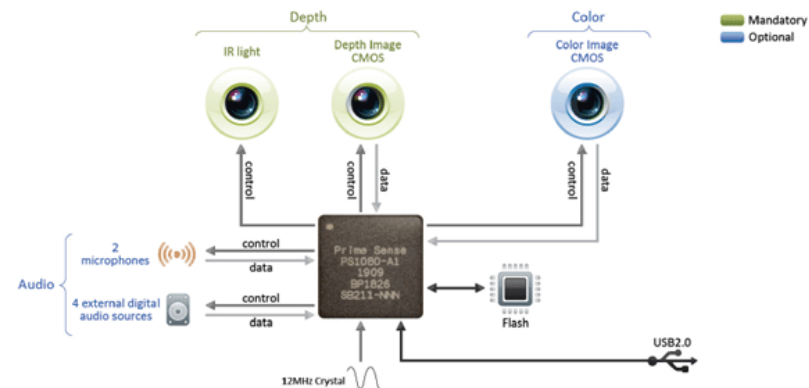 Depth
Color
Mandatory
Optional
IR light
Depth Image
CMOS
Color Image
CMOS
control
control
data
control
data
Audio
2
microphones
control
data
4 external digital
audio sources
control
data
Prime Sense
PS1080-A1
1909
BP1826
SB211-NNN
Flash
USB2.0
12MHz Crystal